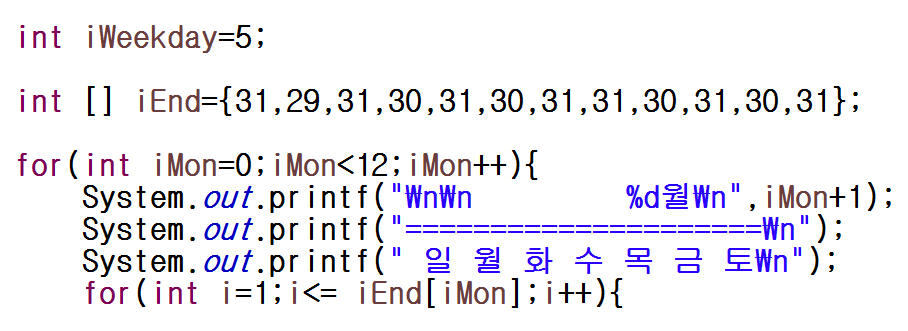 int iWeekday=5;
int [] iEnd={31,29,31,30,31,30,31,31,30,31,30,31};
for(int iMon=0;iMon<12;iMon++){
System.out.printf("₩n₩n          %d월₩n",iMon+1);
System.out.printf("=====================₩n");
System.out.printf(" 일 월 화 수 목 금 토₩n");
for(int i=1;i<= iEnd[iMon];i++){